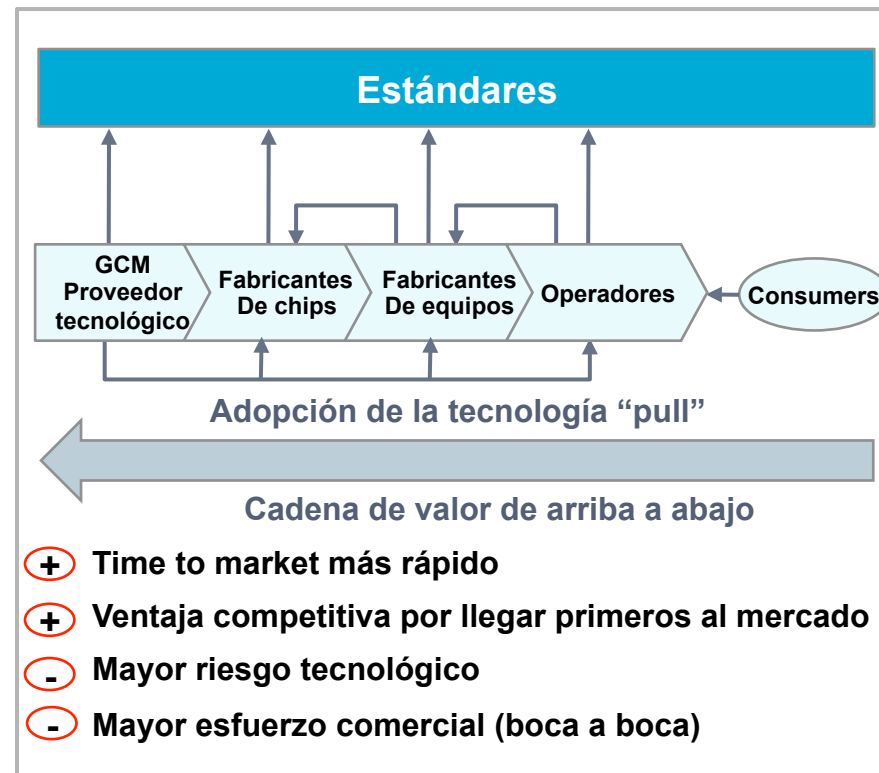 Estándares
GCM
Proveedor
tecnológico
Fabricantes
De chips
Fabricantes
De equipos
Operadores
Consumers
Adopción de la tecnología “pull”
Cadena de valor de arriba a abajo
+ Time to market más rápido
+ Ventaja competitiva por llegar primeros al mercado
- Mayor riesgo tecnológico
- Mayor esfuerzo comercial (boca a boca)